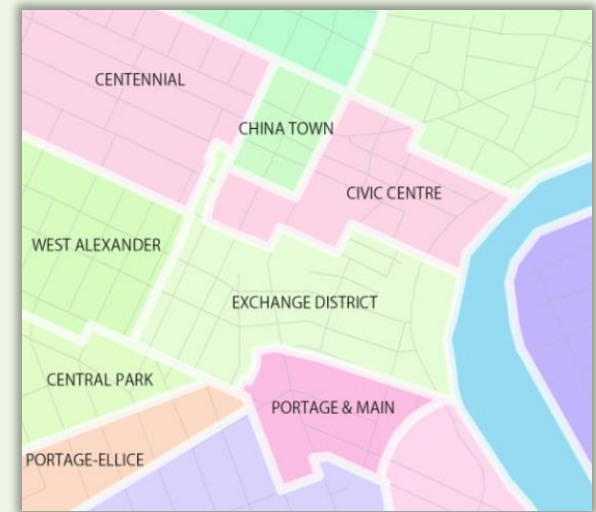 CENTENNIAL
CHINA TOWN
CIVIC CENTRE
WEST ALEXANDER
EXCHANGE DISTRICT
CENTRAL PARK
PORTAGE & MAIN
PORTAGE-ELLICE